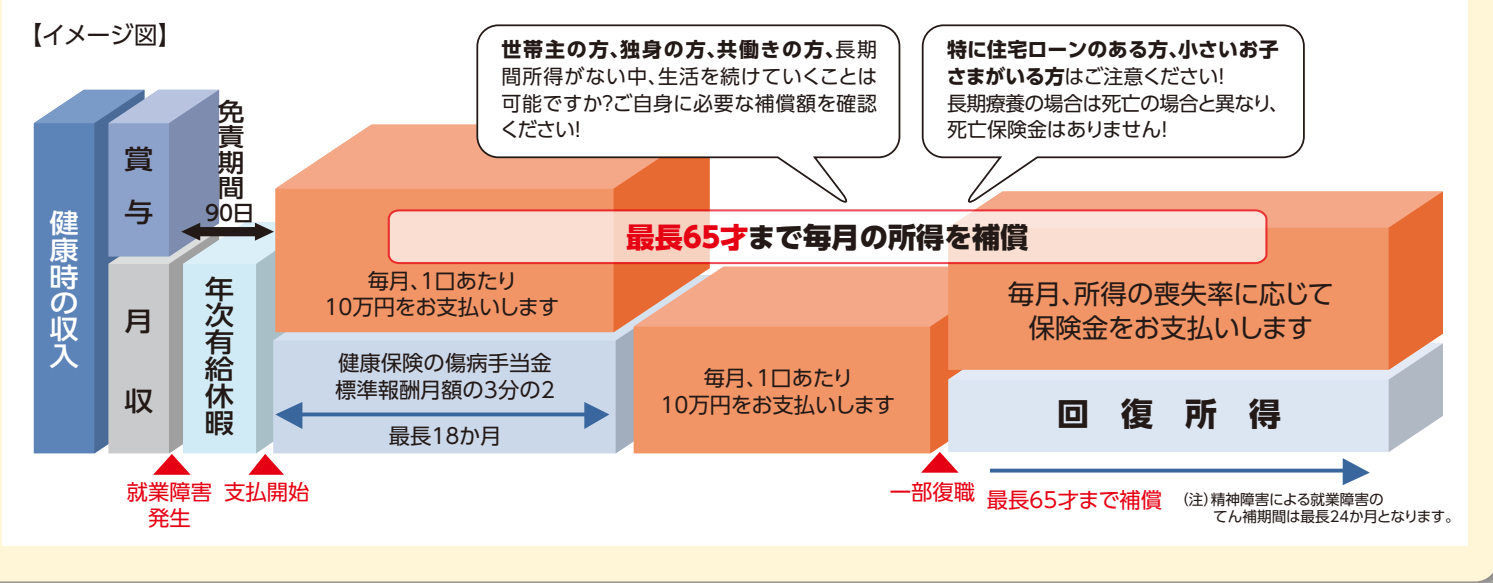 【イメージ図】
世帯主の方、独身の方、共働きの方、長期
間所得がない中、生活を続けていくことは
可能ですか?ご自身に必要な補償額を確認
ください!
特に住宅ローンのある方、小さいお子
さまがいる方はご注意ください!
長期療養の場合は死亡の場合と異なり、
死亡保険金はありません!
健康時の収入
賞与
月収
免責期間
90日
年次有給休暇
最長65才まで毎月の所得を補償
毎月、1口あたり
10万円をお支払いします
健康保険の傷病手当金
標準報酬月額の3分の2
最長18か月
毎月、1口あたり
10万円をお支払いします
毎月、所得の喪失率に応じて
保険金をお支払いします
回復所得
就業障害
発生
支払開始
一部復職
最長65才まで補償
(注)精神障害による就業障害の
てん補期間は最長24か月となります。